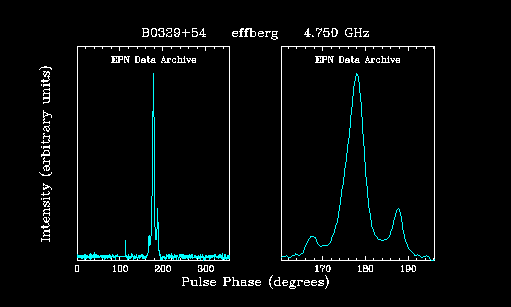 B0329+54 effberg 4.750 GHz
EPN Data Archive EPN Data Archive
Intensity (arbitrary units)
0 100 200 300 170 180 190
Pulse Phase (degrees)